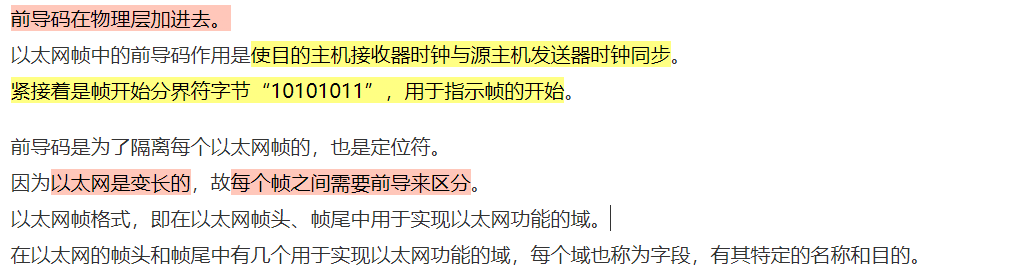 前导码在物理层加进去。
以太网帧中的前导码作用是使目的主机接收器时钟与源主机发送器时钟同步。
紧接着是帧开始分界符字节“10101011”，用于指示帧的开始。
前导码是为了隔离每个以太网帧的，也是定位符。
因为以太网是变长的，故每个帧之间需要前导来区分。
以太网帧格式，即在以太网帧头、帧尾中用于实现以太网功能的域。
在以太网的帧头和帧尾中有几个用于实现以太网功能的域，每个域也称为字段，有其特定的名称和目的。